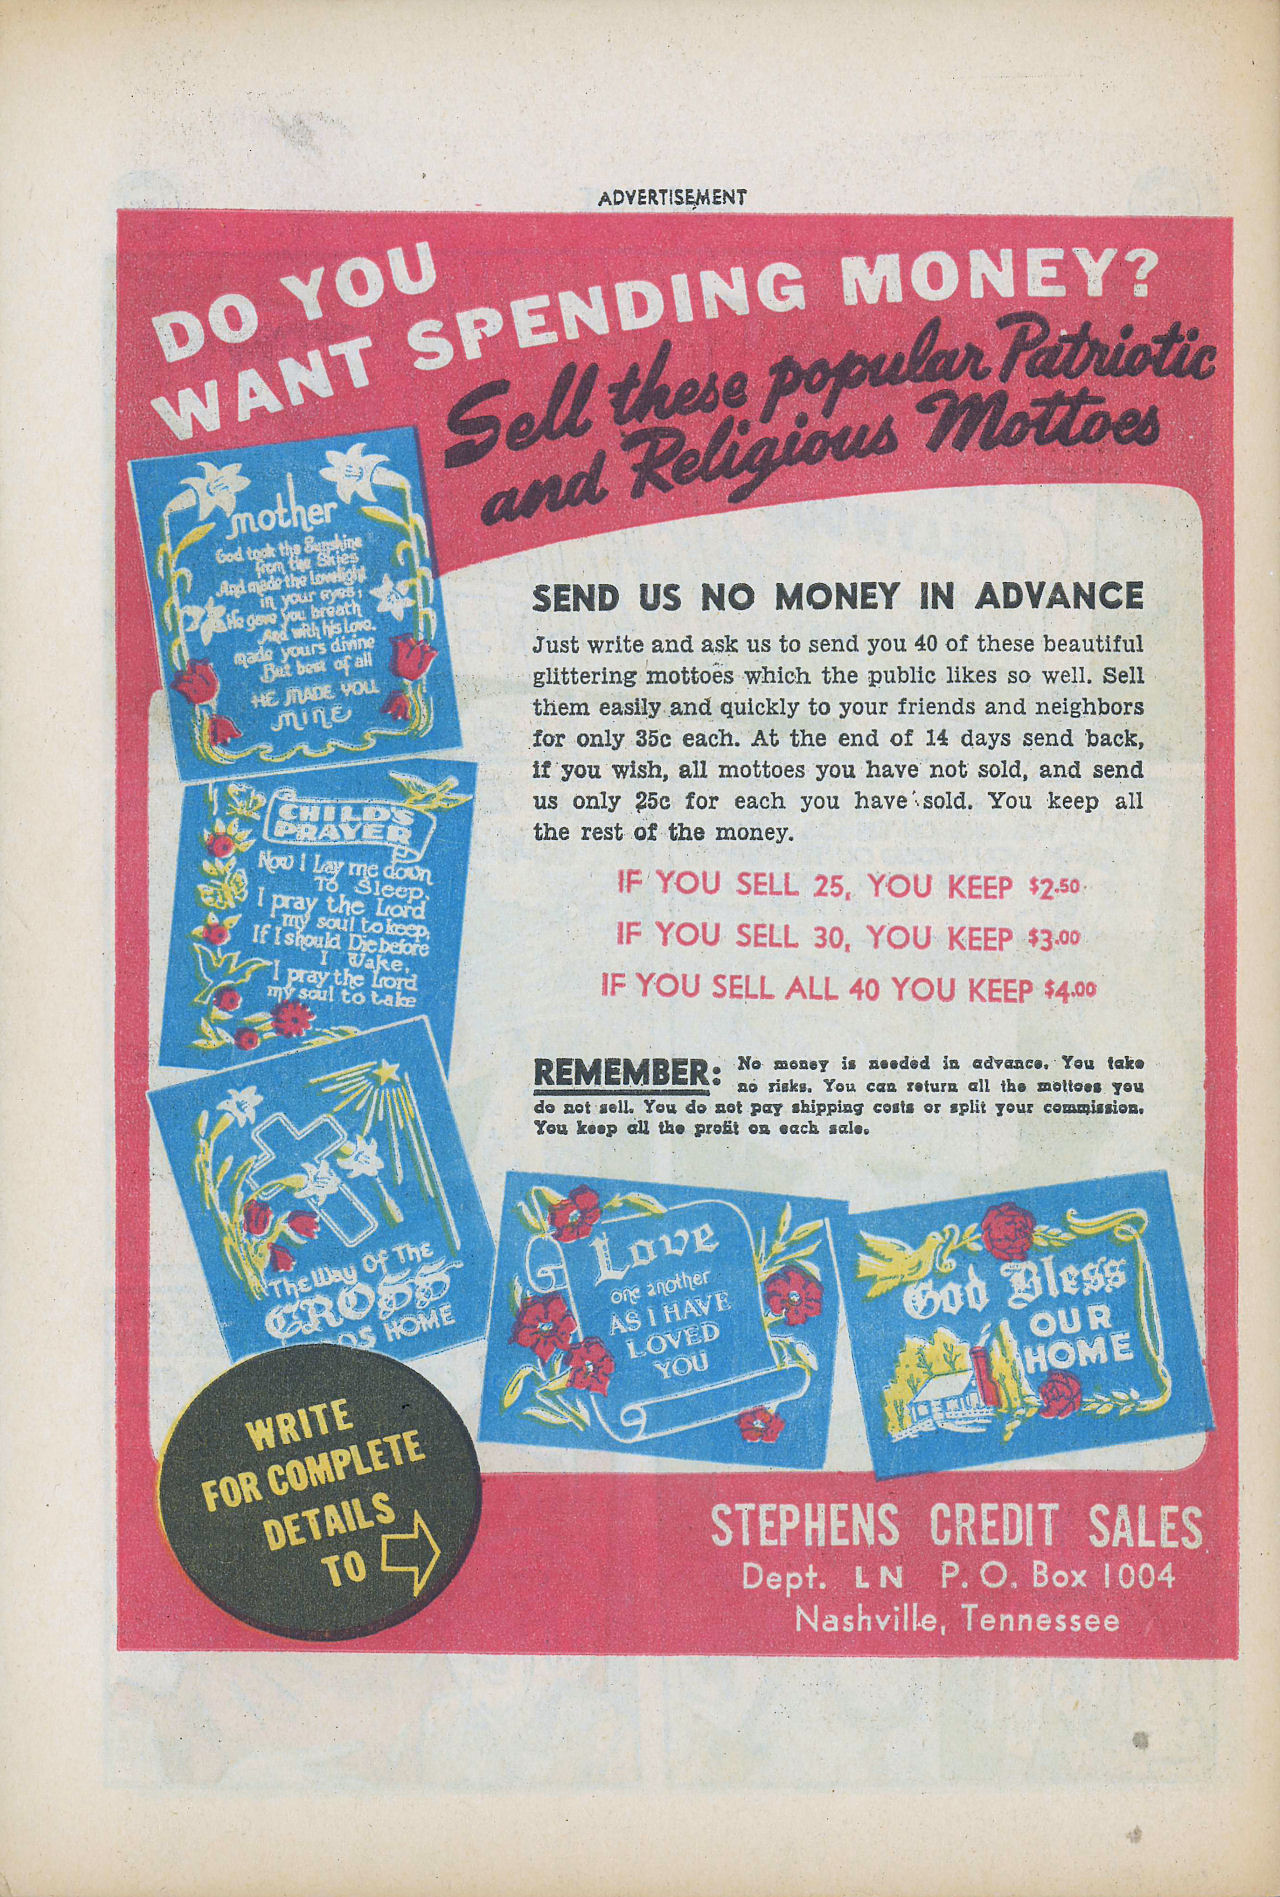 ADVERTISEMENT
DO YOU
WANT SPENDING MONEY?
Sell these popular Patriotic
and Religious Mottoes
mother
God took the Sunshine
from the Skies
And made the Lovelight
in your eyes;
He gave you breath
And with his Love.
made yours divine
But best of all
HE MADE YOU
MINE
CHILD'S
PRAYER
Now I Lay me down
To Sleep,
I pray the Lord
my soul to keep,
If I should Die before
I Wake,
I pray the Lord
my soul to take
The Way Of The
CROSS
HOME
SEND US NO MONEY IN ADVANCE
Just write and ask us to send you 40 of these beautiful
glittering mottoes which the public likes so well. Sell
them easily and quickly to your friends and neighbors
for only 35c each. At the end of 14 days send back,
if you wish, all mottoes you have not sold, and send
us only 25c for each you have sold. You keep all
the rest of the money.
IF YOU SELL 25, YOU KEEP $2.50
IF YOU SELL 30, YOU KEEP $3.00
IF YOU SELL ALL 40 YOU KEEP $4.00
REMEMBER: No money is needed in advance. You take
no risks. You can return all the mottoes you
do not sell. You do not pay shipping costs or split your commission.
You keep all the profit on each sale.
Love
one another
AS I HAVE
LOVED
YOU
God Bless
OUR
HOME
WRITE
FOR COMPLETE
DETAILS
TO
STEPHENS CREDIT SALES
Dept. LN P.O. Box 1004
Nashville, Tennessee